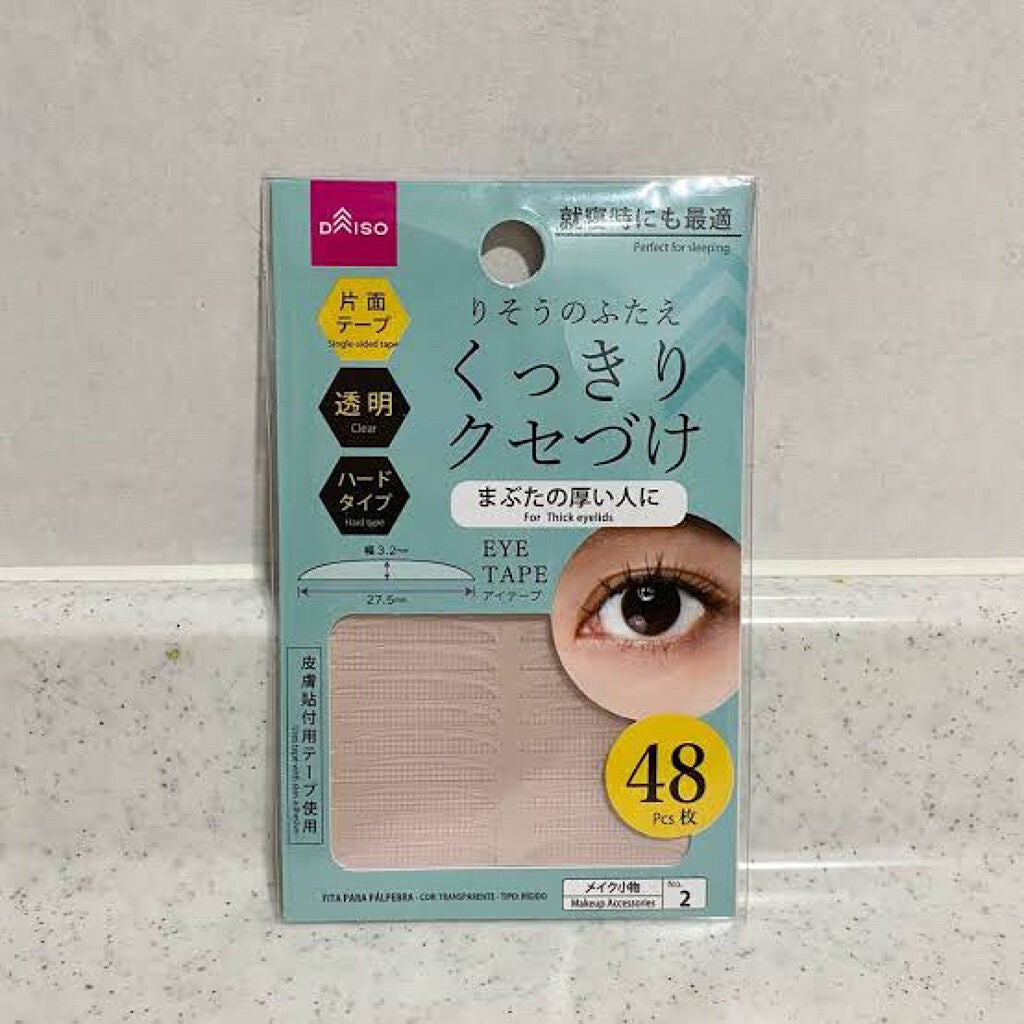 DAISO
就寝時にも最適
Perfect for sleeping
片面
テープ
Single-sided tape
りそうのふたえ
くっきり
クセづけ
透明
Clear
ハード
タイプ
Hard type
まぶたの厚い人に
For Thick eyelids
幅3.2mm
27.5mm
EYE
TAPE
アイテープ
皮膚貼付用テープ使用
48
Pcs 枚
FITA PARA PÁLPEBRA - COR: TRANSPARENTE - TIPO: RÍGIDO
メイク小物
Makeup Accessories
No.
2